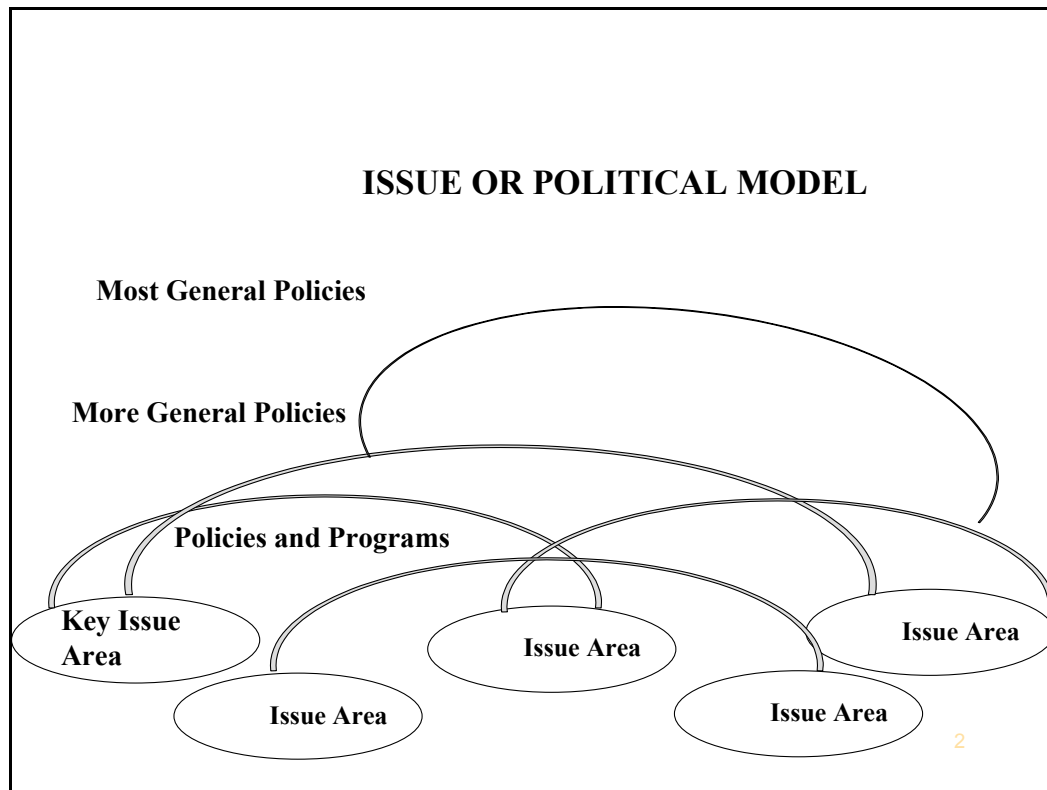 ISSUE OR POLITICAL MODEL
Most General Policies
More General Policies
Policies and Programs
Key Issue
Area
Issue Area
Issue Area
Issue Area
Issue Area
2